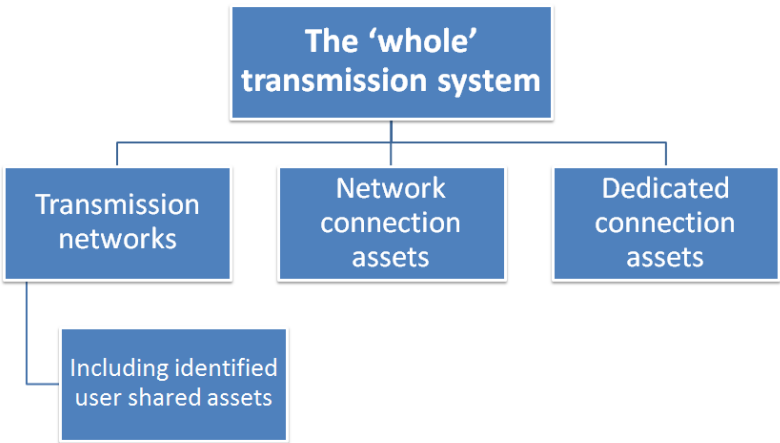 The ‘whole’
transmission system
Transmission
networks
Network
connection
assets
Dedicated
connection
assets
Including identified
user shared assets